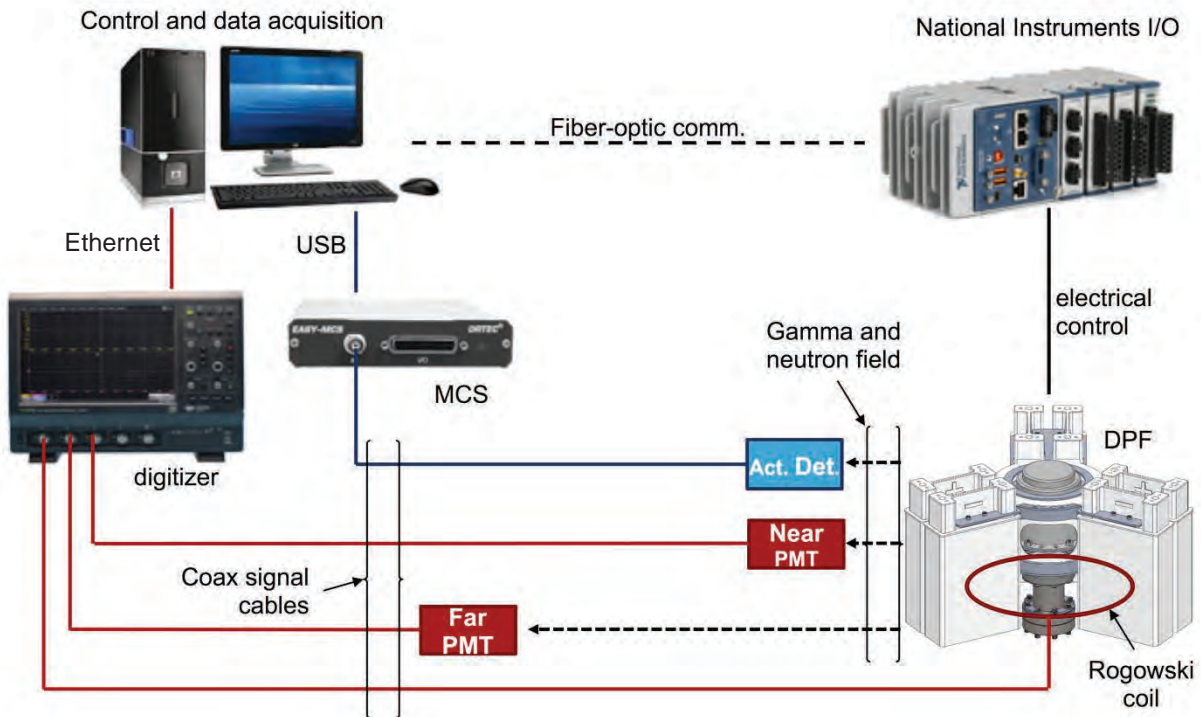 Control and data acquisition
National Instruments I/O
Fiber-optic comm.
Ethernet
USB
EASY-MCS
ORTEC
I/O
MCS
digitizer
electrical
control
Gamma and
neutron field
DPF
Act. Det.
Near
PMT
Coax signal
cables
Far
PMT
Rogowski
coil